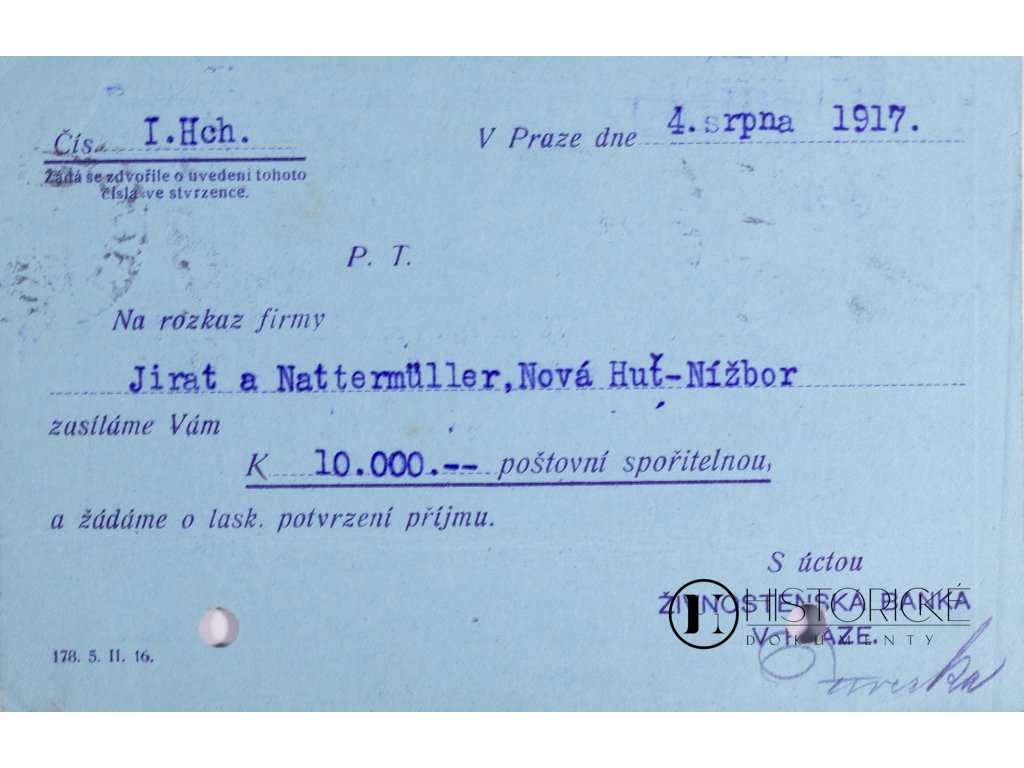 Čís. I.Hch.
V Praze dne 4.srpna 1917.
Žádá se zdvořile o uvedení tohoto
čísla ve stvrzence.
P. T.
Na rozkaz firmy
Jirat a Nattermüller,Nová Huť-Nížbor
zasíláme Vám
K 10.000.-- poštovní spořitelnou,
a žádáme o lask. potvrzení příjmu.
S úctou
ŽIVNOSTENSKÁ BANKA
V PRAZE.
HISTORICKÉ
DOKUMENTY
178. 5. II. 16.